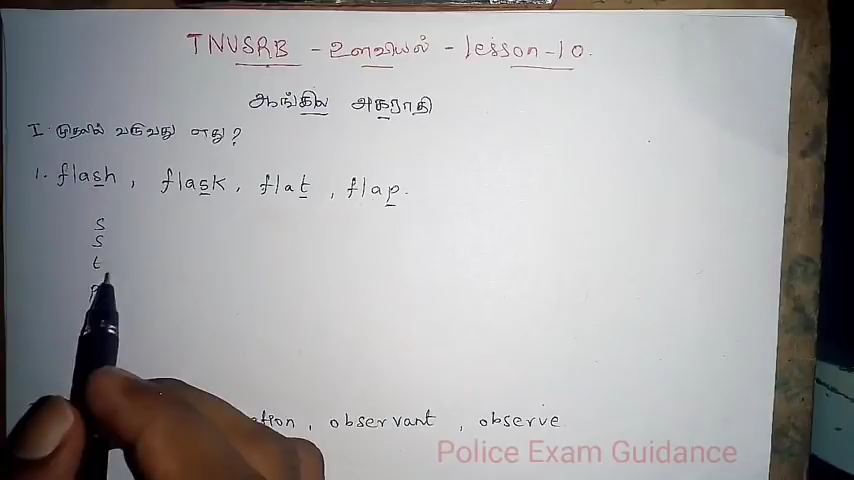 TNUSRB - உளவியல் - lesson - 10.
ஆங்கில அகராதி
I. முதலில் வருவது எது?
1. flash, flask, flat, flap.
s
s
t
p
observant, observe
Police Exam Guidance